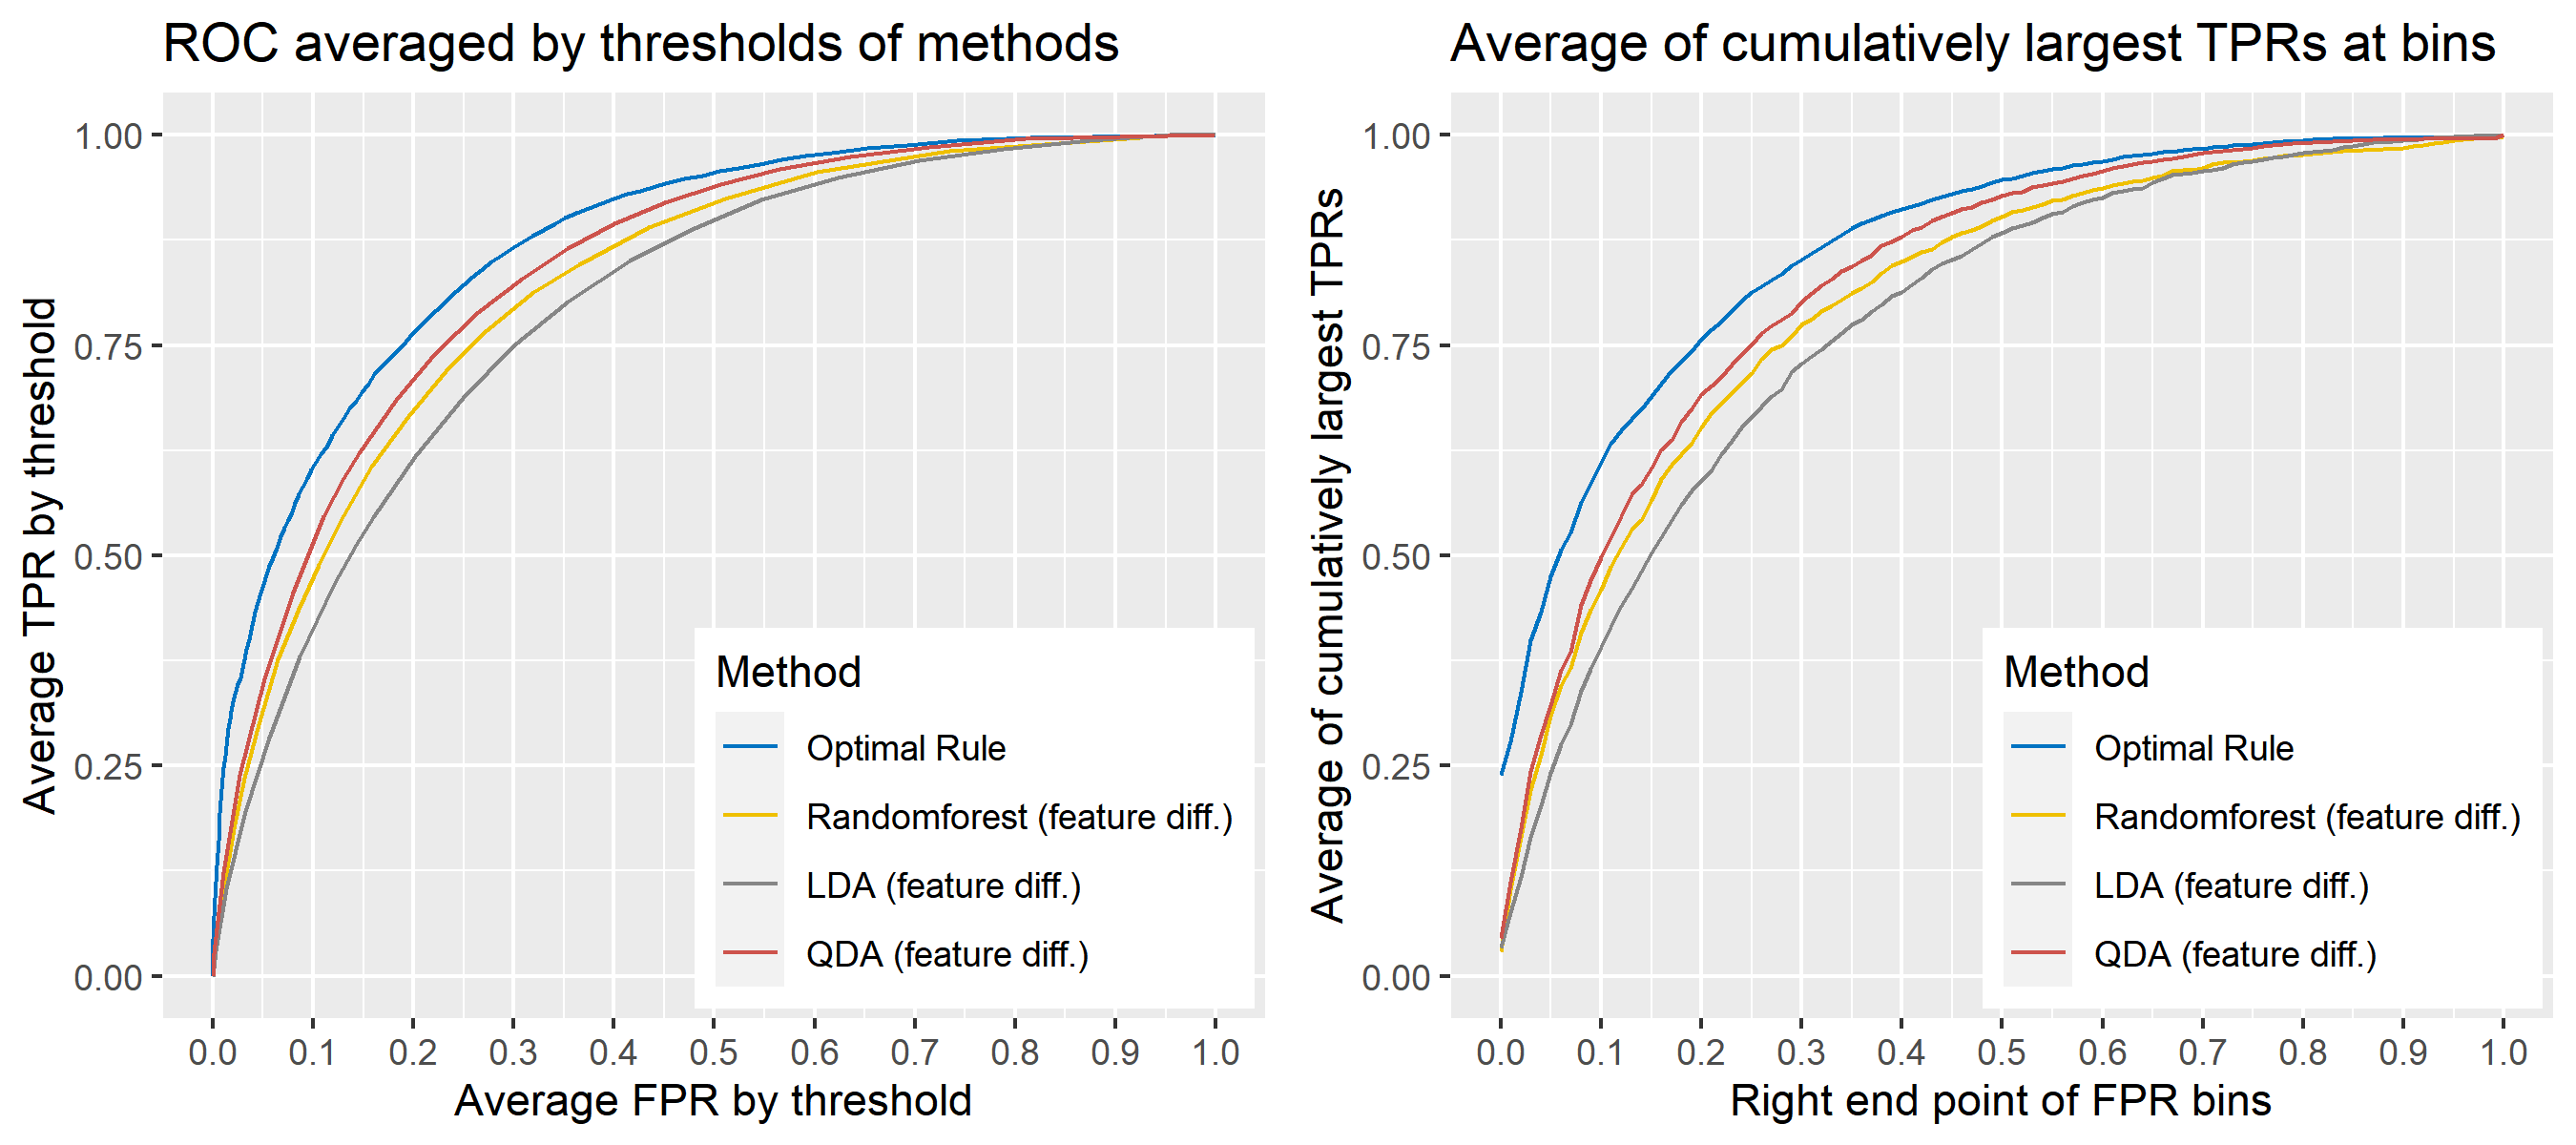 ROC averaged by thresholds of methods
Average TPR by threshold
1.00
0.75
0.50
0.25
0.00
Method
Optimal Rule
Randomforest (feature diff.)
LDA (feature diff.)
QDA (feature diff.)
0.0 0.1 0.2 0.3 0.4 0.5 0.6 0.7 0.8 0.9 1.0
Average FPR by threshold
Average of cumulatively largest TPRs at bins
Average of cumulatively largest TPRs
1.00
0.75
0.50
0.25
0.00
Method
Optimal Rule
Randomforest (feature diff.)
LDA (feature diff.)
QDA (feature diff.)
0.0 0.1 0.2 0.3 0.4 0.5 0.6 0.7 0.8 0.9 1.0
Right end point of FPR bins